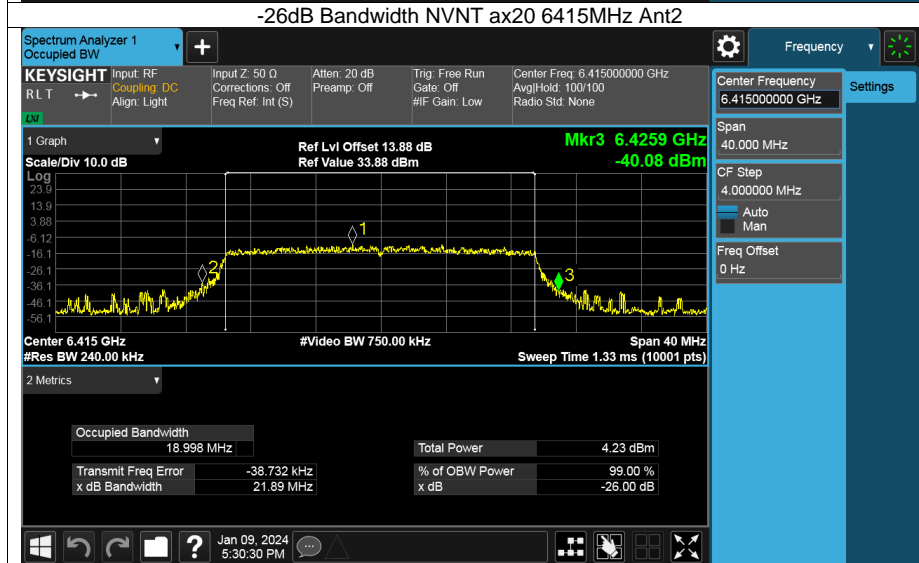 -26dB Bandwidth NVNT ax20 6415MHz Ant2
Spectrum Analyzer 1
Occupied BW
+
Frequency
KEYSIGHT
RLT
LXI
Input: RF
Coupling: DC
Align: Light
Input Z: 50 Ω
Corrections: Off
Freq Ref: Int (S)
Atten: 20 dB
Preamp: Off
Trig: Free Run
Gate: Off
#IF Gain: Low
Center Freq: 6.415000000 GHz
Avg|Hold: 100/100
Radio Std: None
Center Frequency
6.415000000 GHz
Settings
Span
40.000 MHz
CF Step
4.000000 MHz
Auto
Man
Freq Offset
0 Hz
1 Graph
Scale/Div 10.0 dB
Ref Lvl Offset 13.88 dB
Ref Value 33.88 dBm
Mkr3 6.4259 GHz
-40.08 dBm
Log
23.9
13.9
3.88
-6.12
-16.1
-26.1
-36.1
-46.1
-56.1
1
2
3
Center 6.415 GHz
#Video BW 750.00 kHz
Span 40 MHz
#Res BW 240.00 kHz
Sweep Time 1.33 ms (10001 pts)
2 Metrics
Occupied Bandwidth
18.998 MHz
Total Power 4.23 dBm
Transmit Freq Error -38.732 kHz
% of OBW Power 99.00 %
x dB Bandwidth 21.89 MHz
x dB -26.00 dB
?
Jan 09, 2024
5:30:30 PM